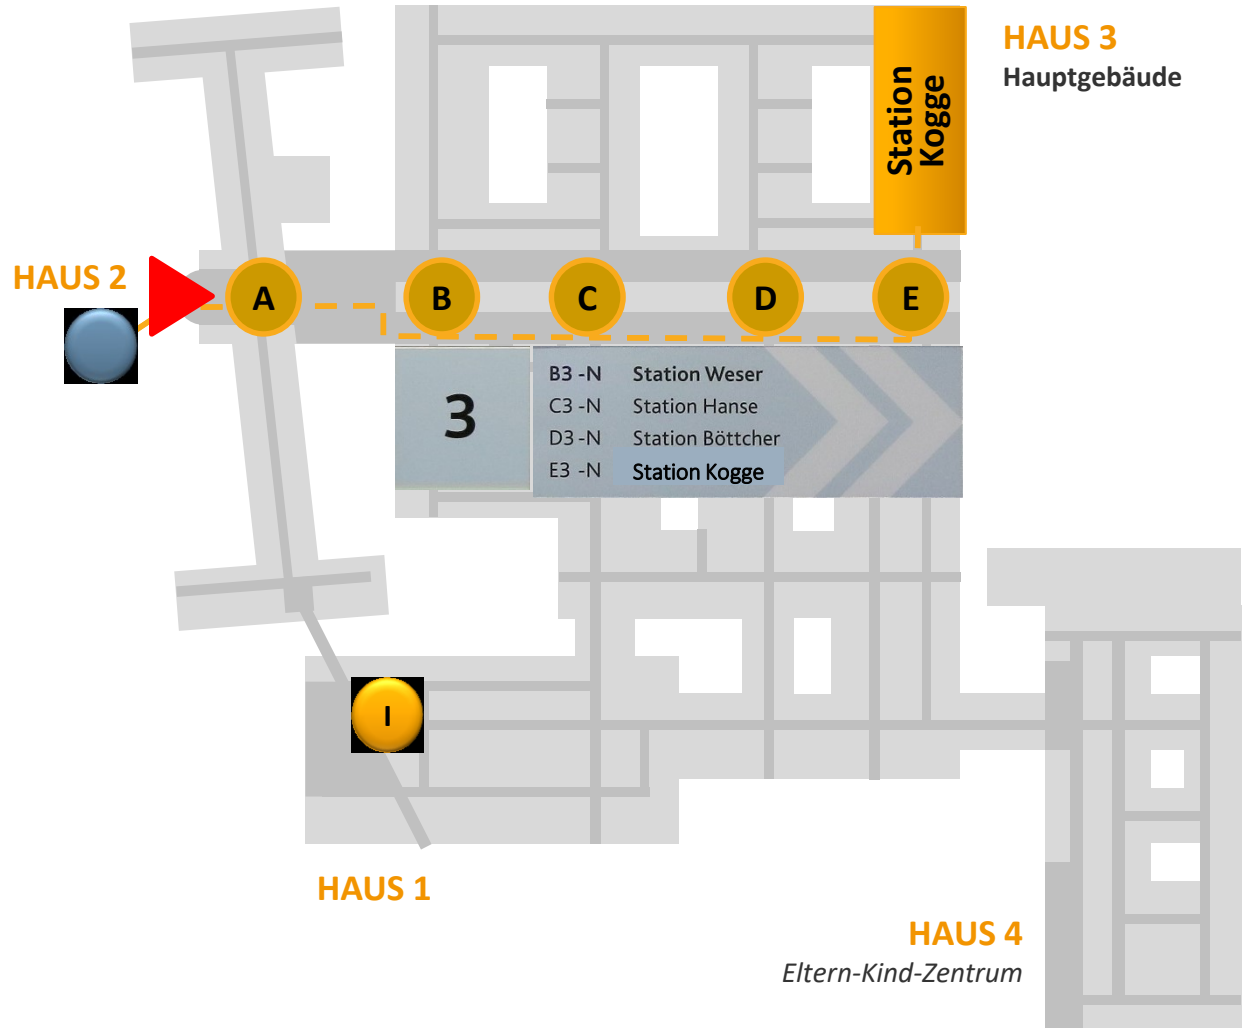 HAUS 3
Hauptgebäude
Station
Kogge
HAUS 2
A
B
C
D
E
3
B3 -N Station Weser
C3 -N Station Hanse
D3 -N Station Böttcher
E3 -N Station Kogge
I
HAUS 1
HAUS 4
Eltern-Kind-Zentrum